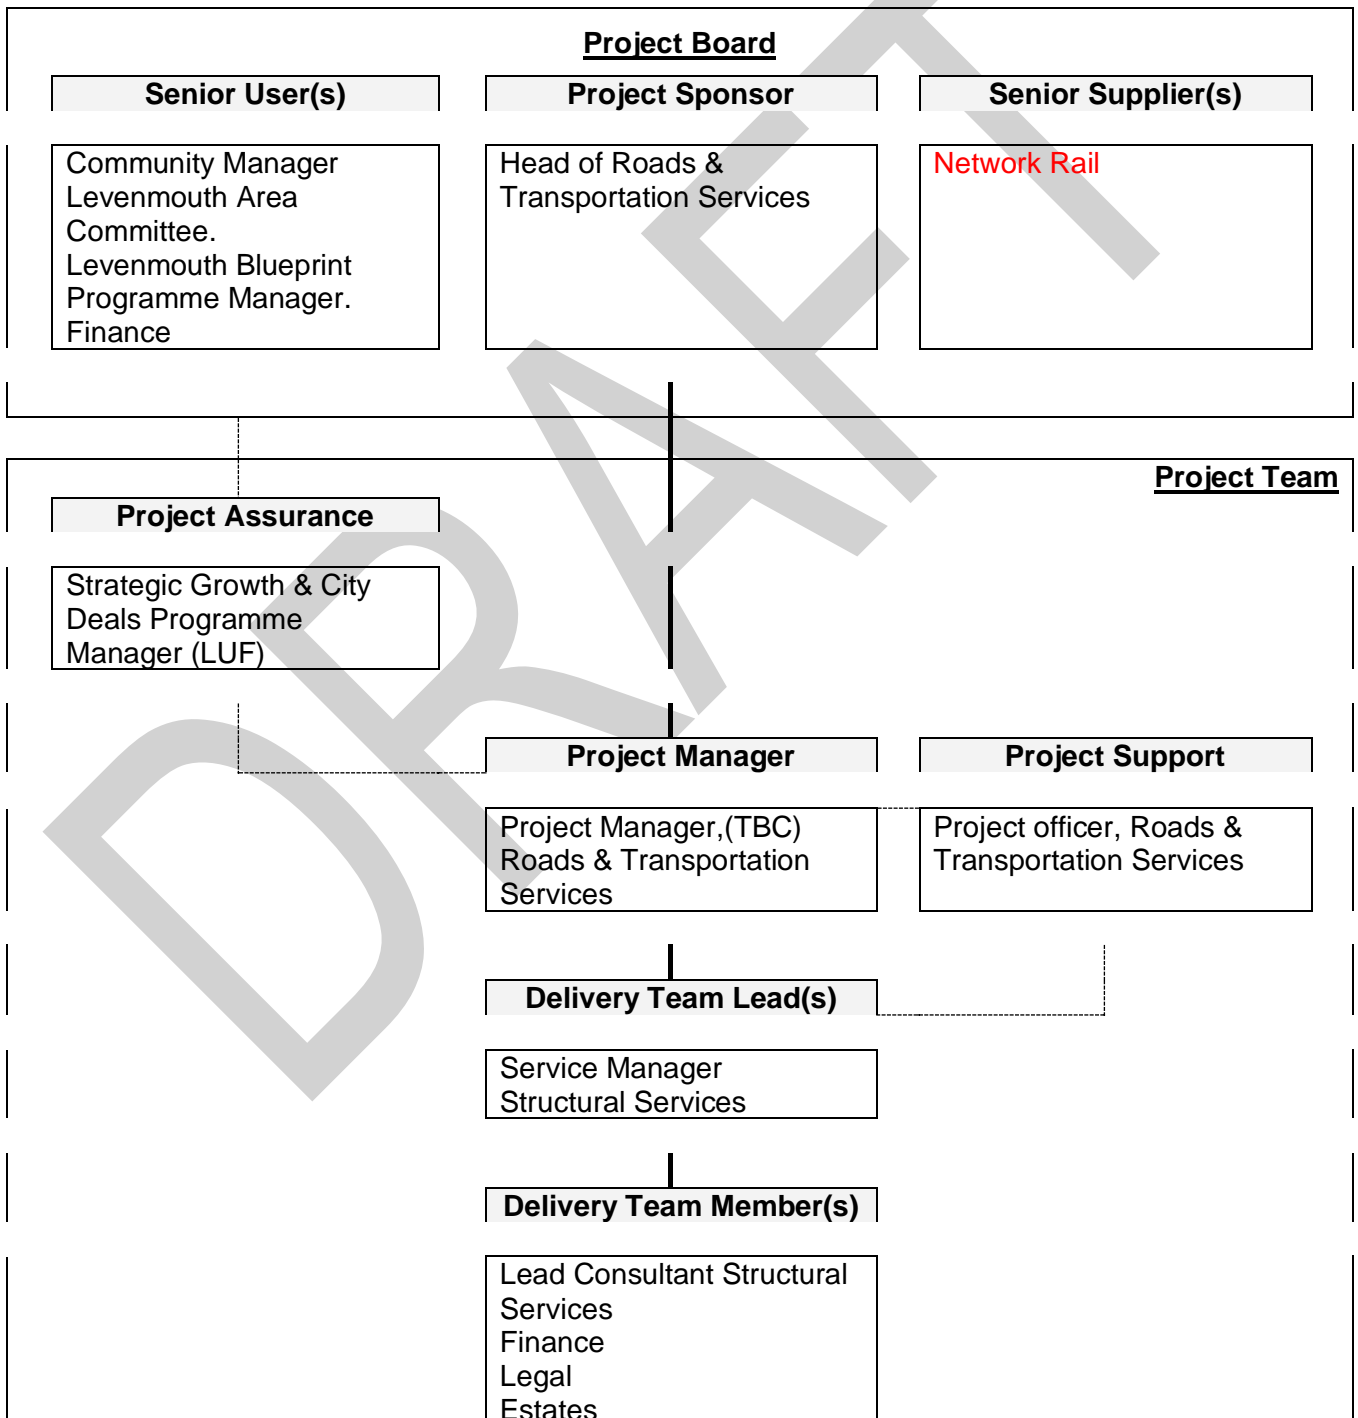 Project Board
Senior User(s)
Project Sponsor
Senior Supplier(s)
Community Manager
Levenmouth Area
Committee.
Levenmouth Blueprint
Programme Manager.
Finance
Head of Roads &
Transportation Services
Network Rail
Project Team
Project Assurance
Strategic Growth & City
Deals Programme
Manager (LUF)
Project Manager
Project Support
Project Manager,(TBC)
Roads & Transportation
Services
Project officer, Roads &
Transportation Services
Delivery Team Lead(s)
Service Manager
Structural Services
Delivery Team Member(s)
Lead Consultant Structural
Services
Finance
Legal
Estates
DRAFT